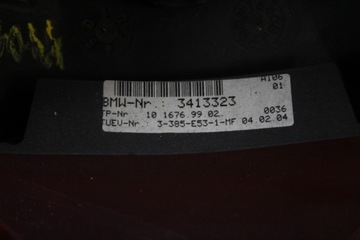 AI06
01
BMW-Nr.: 3413323
TP-Nr 10 1676 99 02 0036
TUEV-Nr.: 3-385-E53-1-MF 04.02.04